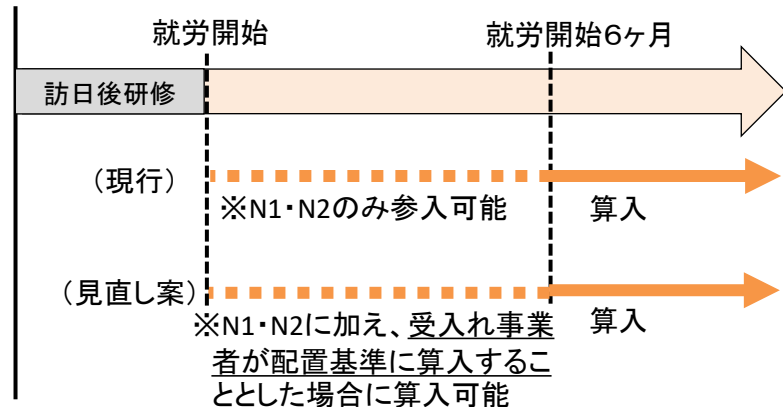 就労開始
就労開始6ヶ月
訪日後研修
（現行）
※N1・N2のみ参入可能
算入
（見直し案）
※N1・N2に加え、受入れ事業
者が配置基準に算入するこ
ととした場合に算入可能
算入